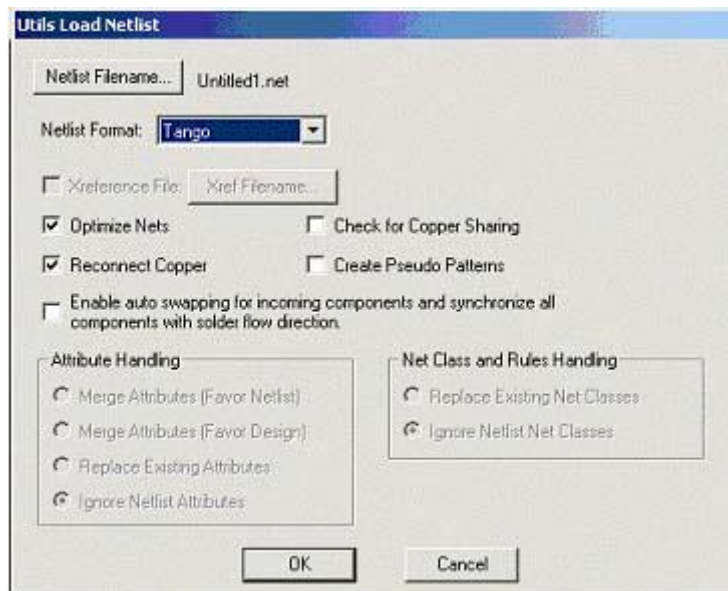 Utils Load Netlist
Netlist Filename... Untitled1.net
Netlist Format: Tango
Xreference File: Xref Filename...
Optimize Nets Check for Copper Sharing
Reconnect Copper Create Pseudo Patterns
Enable auto swapping for incoming components and synchronize all
components with solder flow direction.
Attribute Handling Net Class and Rules Handling
Merge Attributes (Favor Netlist) Replace Existing Net Classes
Merge Attributes (Favor Design) Ignore Netlist Net Classes
Replace Existing Attributes
Ignore Netlist Attributes
OK Cancel